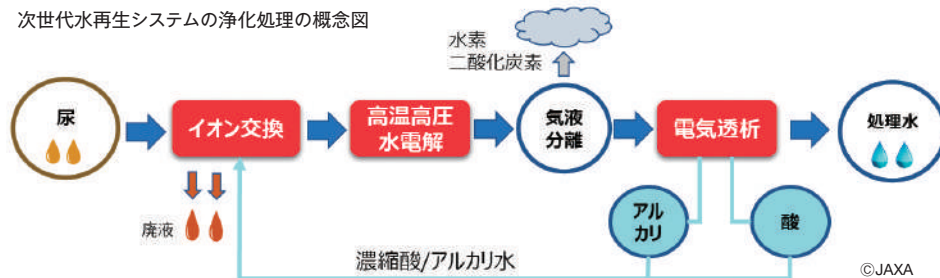 次世代水再生システムの浄化処理の概念図
水素
二酸化炭素
尿
イオン交換
高温高圧
水電解
気液
分離
電気透析
処理水
廃液
アル
カリ
酸
濃縮酸/アルカリ水
©JAXA